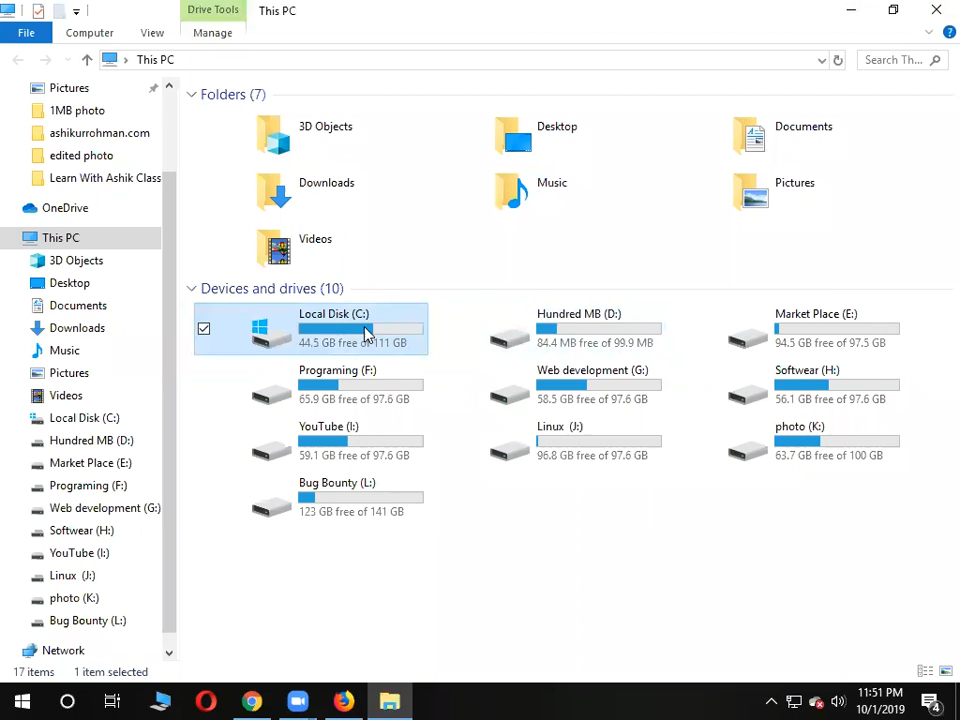 Drive Tools
This PC
File
Computer
View
Manage
This PC
Search Th...
Pictures
1MB photo
ashikurrohman.com
edited photo
Learn With Ashik Class
OneDrive
This PC
3D Objects
Desktop
Documents
Downloads
Music
Pictures
Videos
Local Disk (C:)
Hundred MB (D:)
Market Place (E:)
Programing (F:)
Web development (G:)
Softwear (H:)
YouTube (I:)
Linux (J:)
photo (K:)
Bug Bounty (L:)
Network
Folders (7)
3D Objects
Desktop
Documents
Downloads
Music
Pictures
Videos
Devices and drives (10)
Local Disk (C:)
44.5 GB free of 111 GB
Hundred MB (D:)
84.4 MB free of 99.9 MB
Market Place (E:)
94.5 GB free of 97.5 GB
Programing (F:)
65.9 GB free of 97.6 GB
Web development (G:)
58.5 GB free of 97.6 GB
Softwear (H:)
56.1 GB free of 97.6 GB
YouTube (I:)
59.1 GB free of 97.6 GB
Linux (J:)
96.8 GB free of 97.6 GB
photo (K:)
63.7 GB free of 100 GB
Bug Bounty (L:)
123 GB free of 141 GB
17 items
1 item selected
11:51 PM
10/1/2019
4